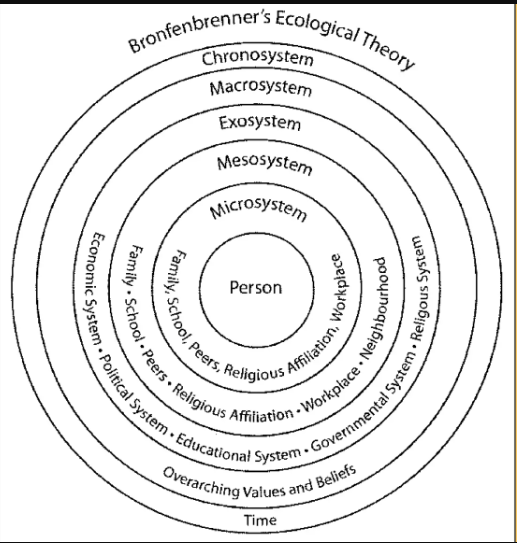 Bronfenbrenner's Ecological Theory
Chronosystem
Macrosystem
Exosystem
Mesosystem
Microsystem
Person
Family, School, Peers, Religious Affiliation, Workplace
Family • School • Peers • Religious Affiliation • Workplace • Neighbourhood
Economic System • Political System • Educational System • Governmental System • Religous System
Overarching Values and Beliefs
Time